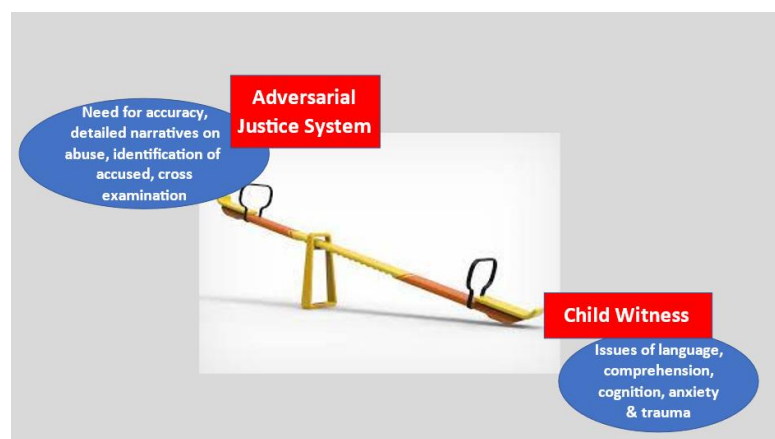 Adversarial
Justice System
Need for accuracy,
detailed narratives on
abuse, identification of
accused, cross
examination
Child Witness
Issues of language,
comprehension,
cognition, anxiety
& trauma